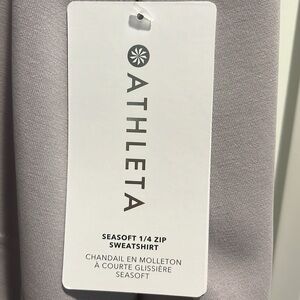 ATHLETA
SEASOFT 1/4 ZIP
SWEATSHIRT
CHANDAIL EN MOLLETON
À COURTE GLISSIÈRE
SEASOFT